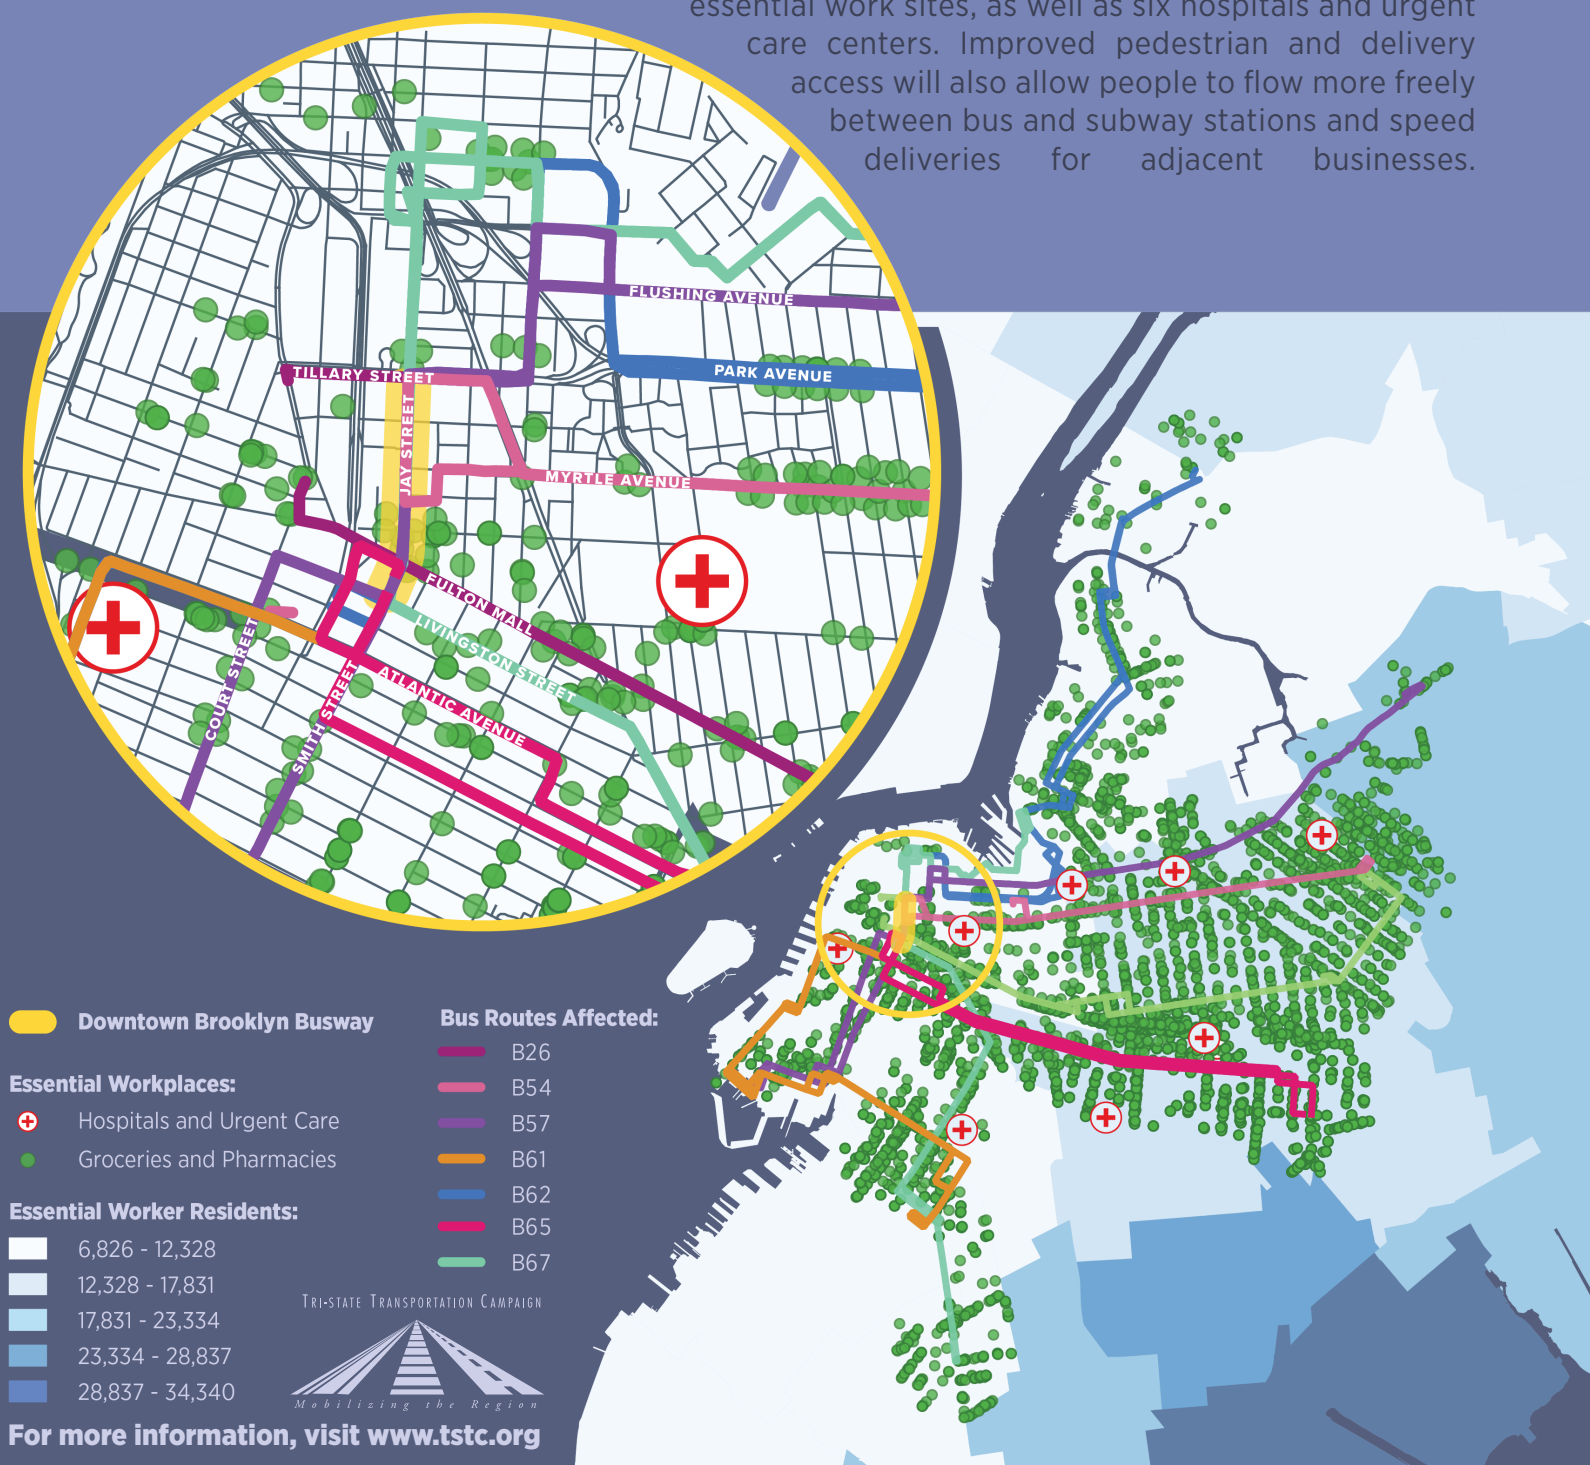 essential work sites, as well as six hospitals and urgent
care centers. Improved pedestrian and delivery
access will also allow people to flow more freely
between bus and subway stations and speed
deliveries for adjacent businesses.
FLUSHING AVENUE
PARK AVENUE
TILLARY STREET
JAY STREET
MYRTLE AVENUE
FULTON MALL
LIVINGSTON STREET
ATLANTIC AVENUE
COURT STREET
SMITH STREET
Downtown Brooklyn Busway
Essential Workplaces:
Hospitals and Urgent Care
Groceries and Pharmacies
Essential Worker Residents:
6,826 - 12,328
12,328 - 17,831
17,831 - 23,334
23,334 - 28,837
28,837 - 34,340
Bus Routes Affected:
B26
B54
B57
B61
B62
B65
B67
TRI-STATE TRANSPORTATION CAMPAIGN
Mobilizing the Region
For more information, visit www.tstc.org